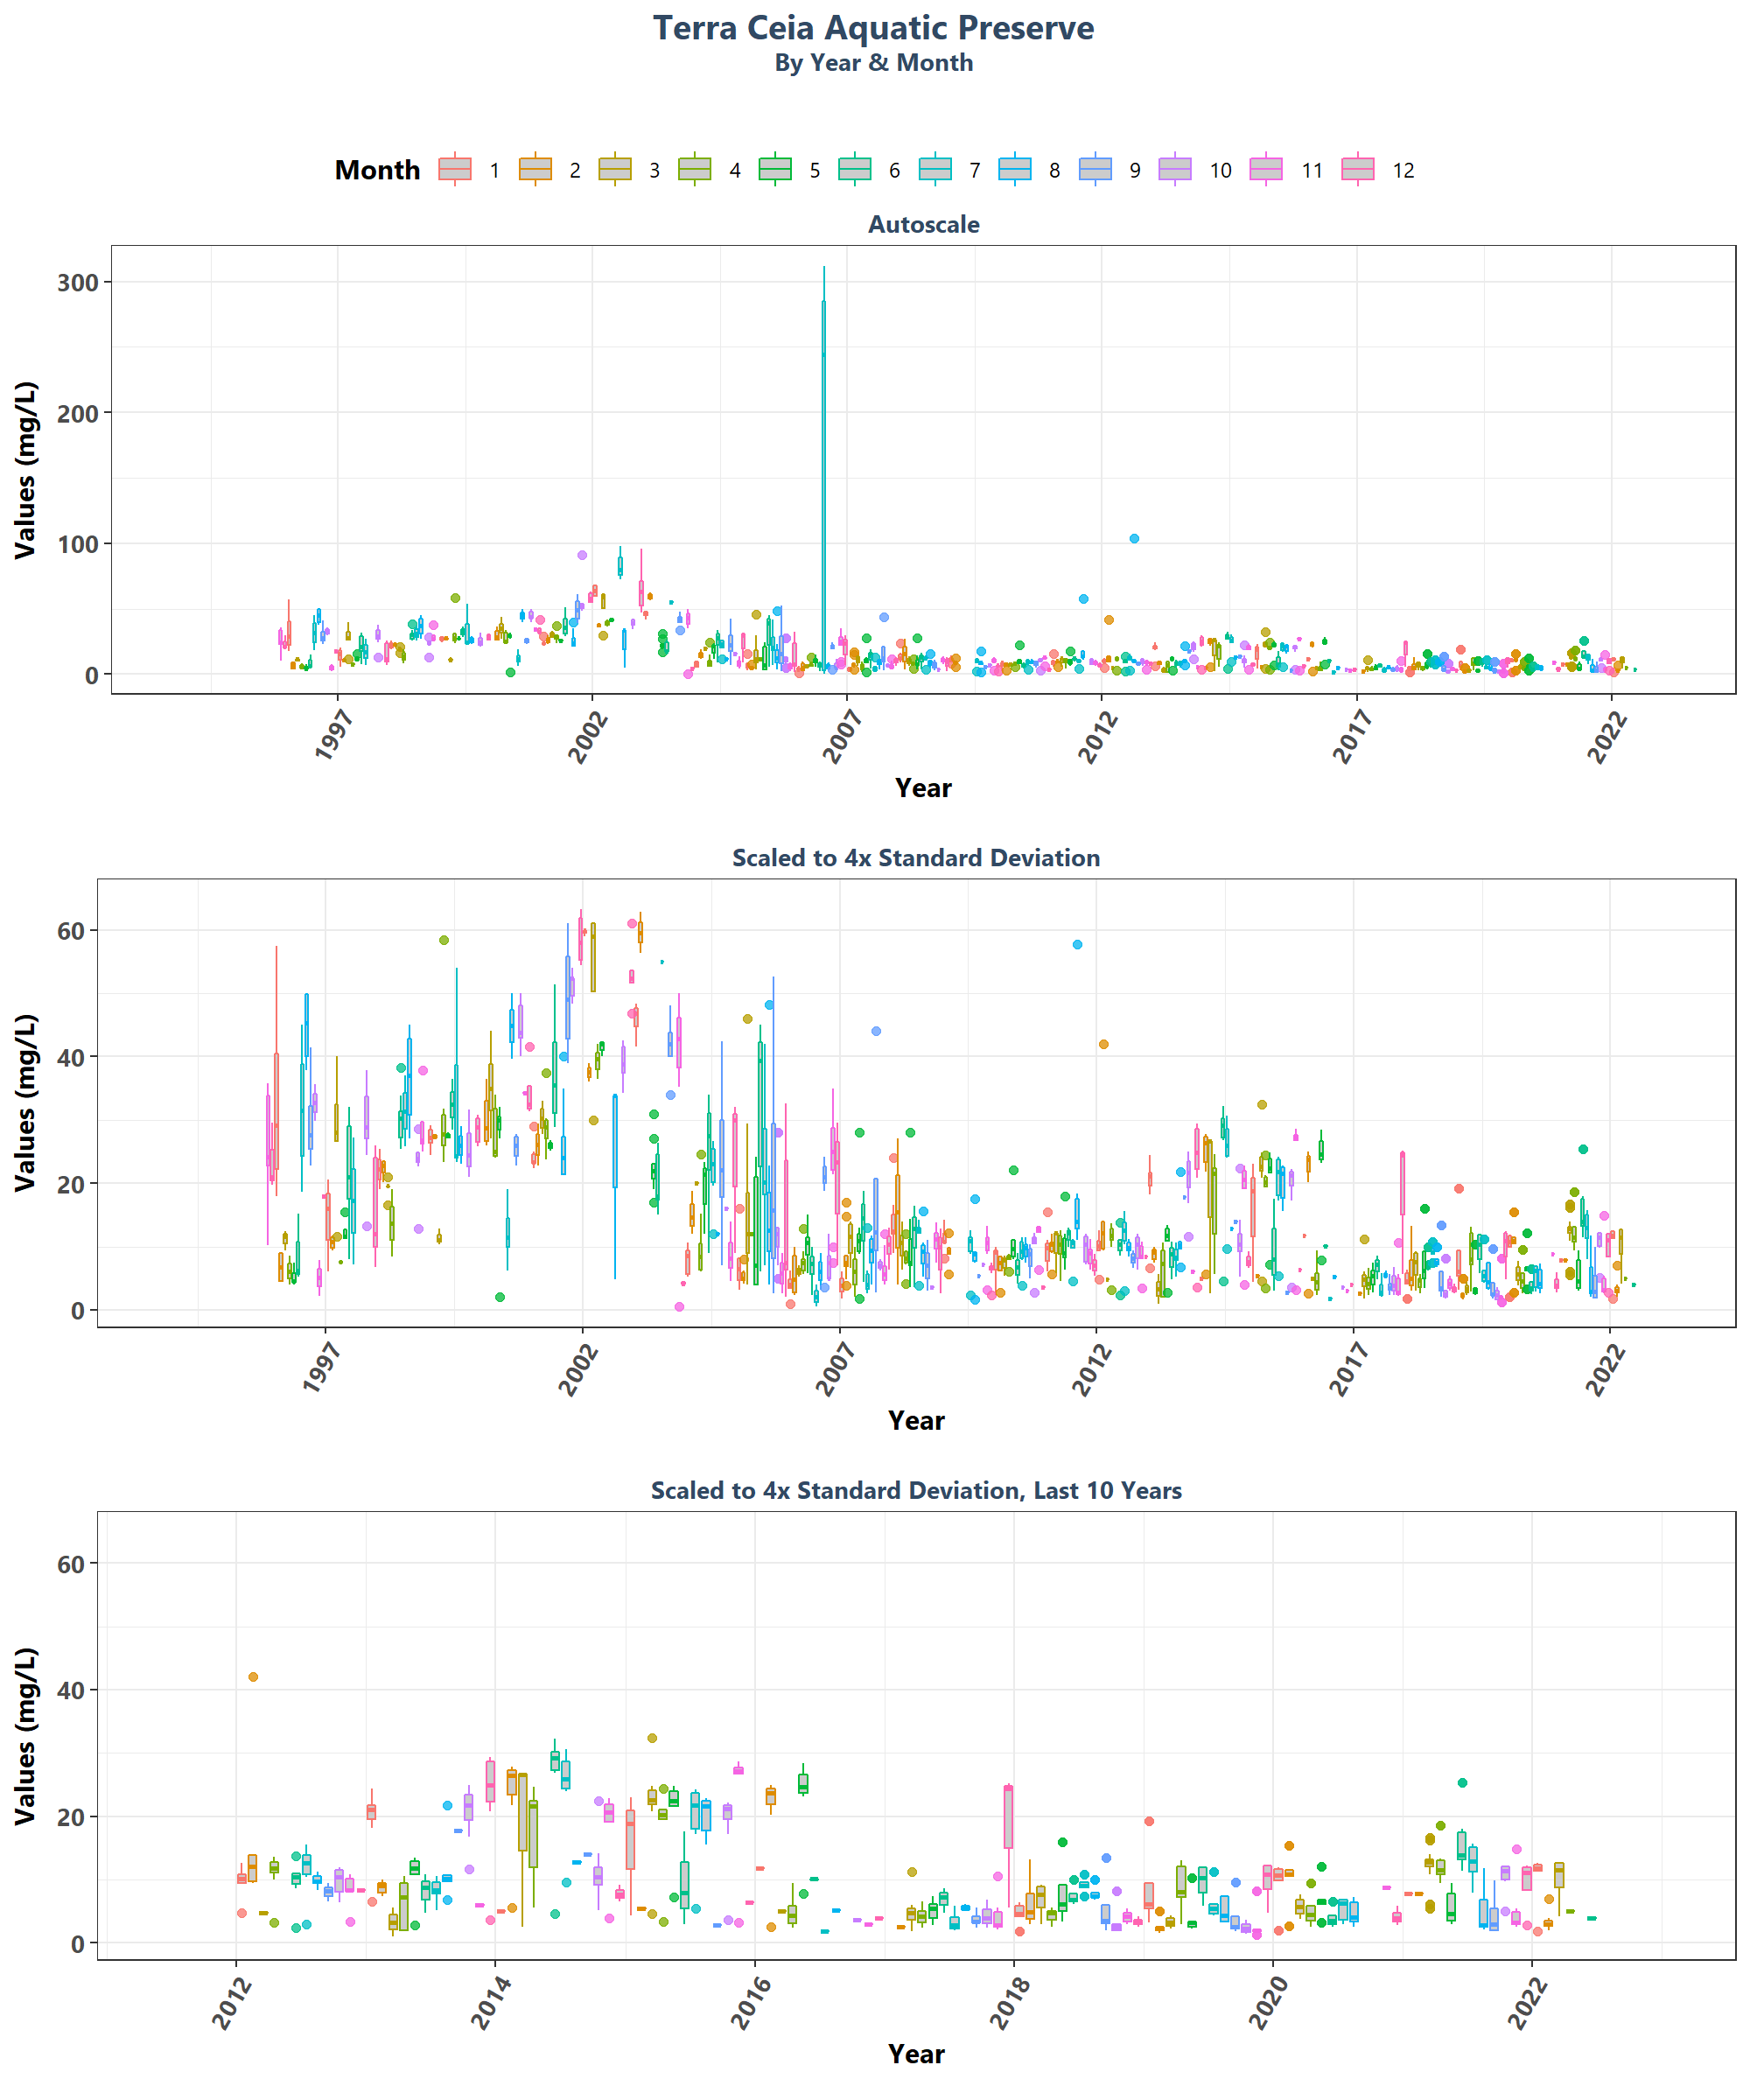 Terra Ceia Aquatic Preserve
By Year & Month
Month 1 2 3 4 5 6 7 8 9 10 11 12
Autoscale
Values (mg/L)
300
200
100
0
1997 2002 2007 2012 2017 2022
Year
Scaled to 4x Standard Deviation
Values (mg/L)
60
40
20
0
1997 2002 2007 2012 2017 2022
Year
Scaled to 4x Standard Deviation, Last 10 Years
Values (mg/L)
60
40
20
0
2012 2014 2016 2018 2020 2022
Year